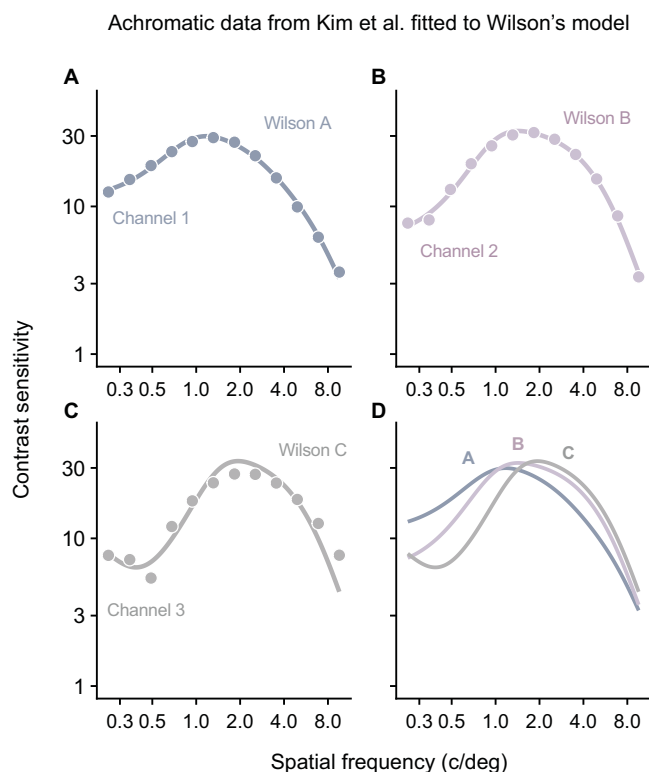 Achromatic data from Kim et al. fitted to Wilson’s model
A
B
Wilson A
Wilson B
30
10
3
1
Channel 1
Channel 2
0.3 0.5 1.0 2.0 4.0 8.0
0.3 0.5 1.0 2.0 4.0 8.0
C
D
Wilson C
A
B
C
30
10
3
1
Channel 3
0.3 0.5 1.0 2.0 4.0 8.0
0.3 0.5 1.0 2.0 4.0 8.0
Contrast sensitivity
Spatial frequency (c/deg)